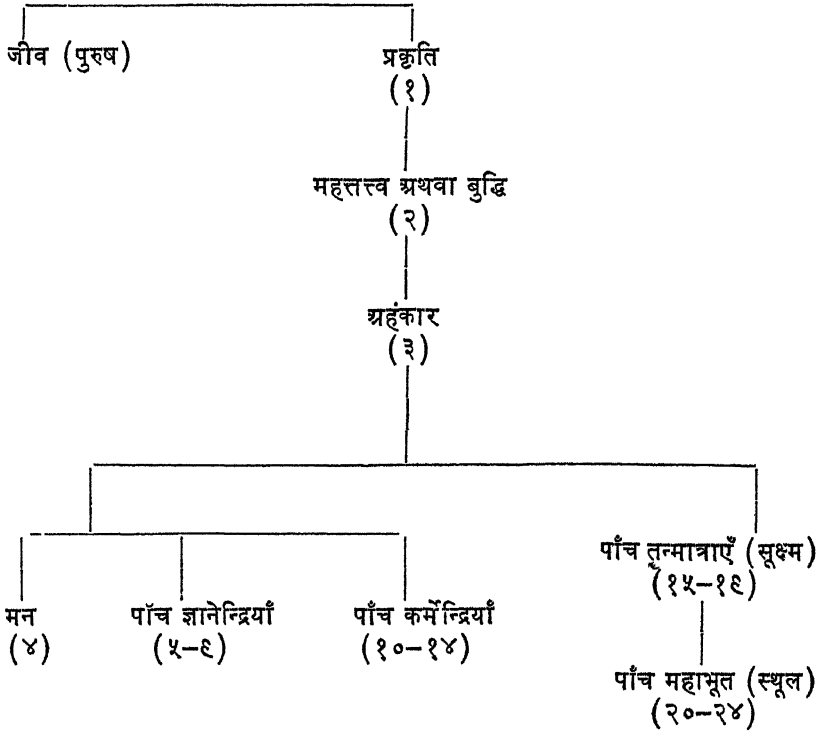 जीव (पुरुष)
प्रकृति
(१)
महत्तत्त्व अथवा बुद्धि
(२)
अहंकार
(३)
मन
(४)
पाॅच ज्ञानेन्द्रियाँ
(५–९)
पाँच कर्मेन्द्रियाँ
(१०–१४)
पाँच तन्मात्राएँ (सूक्ष्म)
(१५–१९)
पाँच महाभूत (स्थूल)
(२०–२४)